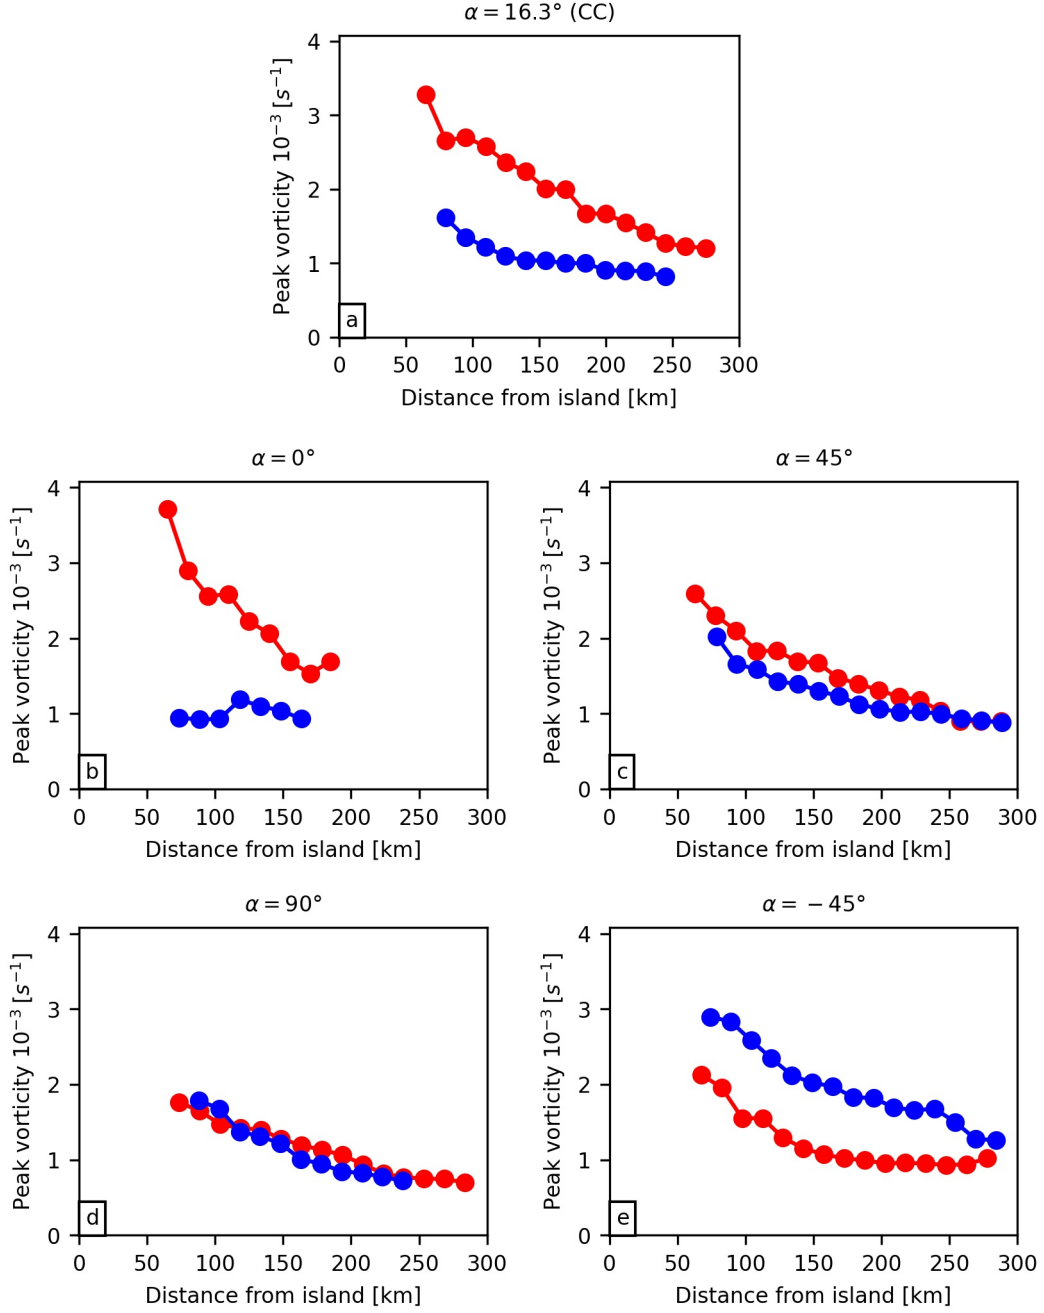 α = 16.3° (CC)
Peak vorticity 10⁻³ [s⁻¹]
4
3
2
1
0
a
0 50 100 150 200 250 300
Distance from island [km]
α = 0°
Peak vorticity 10⁻³ [s⁻¹]
4
3
2
1
0
b
0 50 100 150 200 250 300
Distance from island [km]
α = 45°
Peak vorticity 10⁻³ [s⁻¹]
4
3
2
1
0
c
0 50 100 150 200 250 300
Distance from island [km]
α = 90°
Peak vorticity 10⁻³ [s⁻¹]
4
3
2
1
0
d
0 50 100 150 200 250 300
Distance from island [km]
α = −45°
Peak vorticity 10⁻³ [s⁻¹]
4
3
2
1
0
e
0 50 100 150 200 250 300
Distance from island [km]